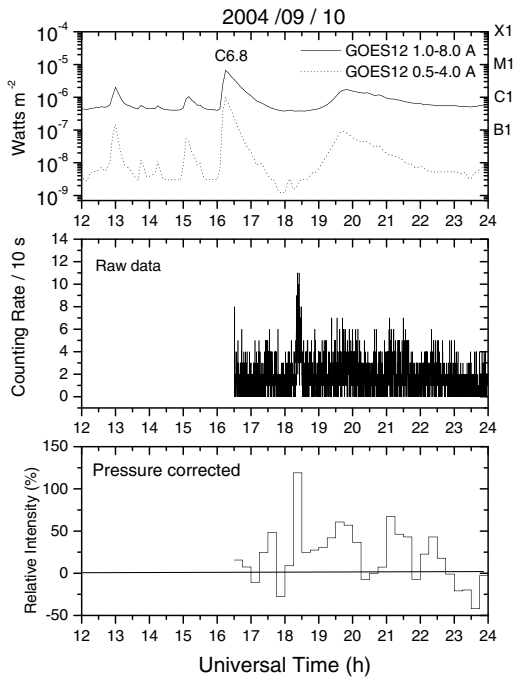 2004 /09 / 10
10^-4
10^-5
10^-6
10^-7
10^-8
10^-9
Watts m^-2
C6.8
GOES12 1.0-8.0 A
GOES12 0.5-4.0 A
X1
M1
C1
B1
12 13 14 15 16 17 18 19 20 21 22 23 24
14
12
10
8
6
4
2
0
Counting Rate / 10 s
Raw data
12 13 14 15 16 17 18 19 20 21 22 23 24
150
100
50
0
-50
Relative Intensity (%)
Pressure corrected
12 13 14 15 16 17 18 19 20 21 22 23 24
Universal Time (h)